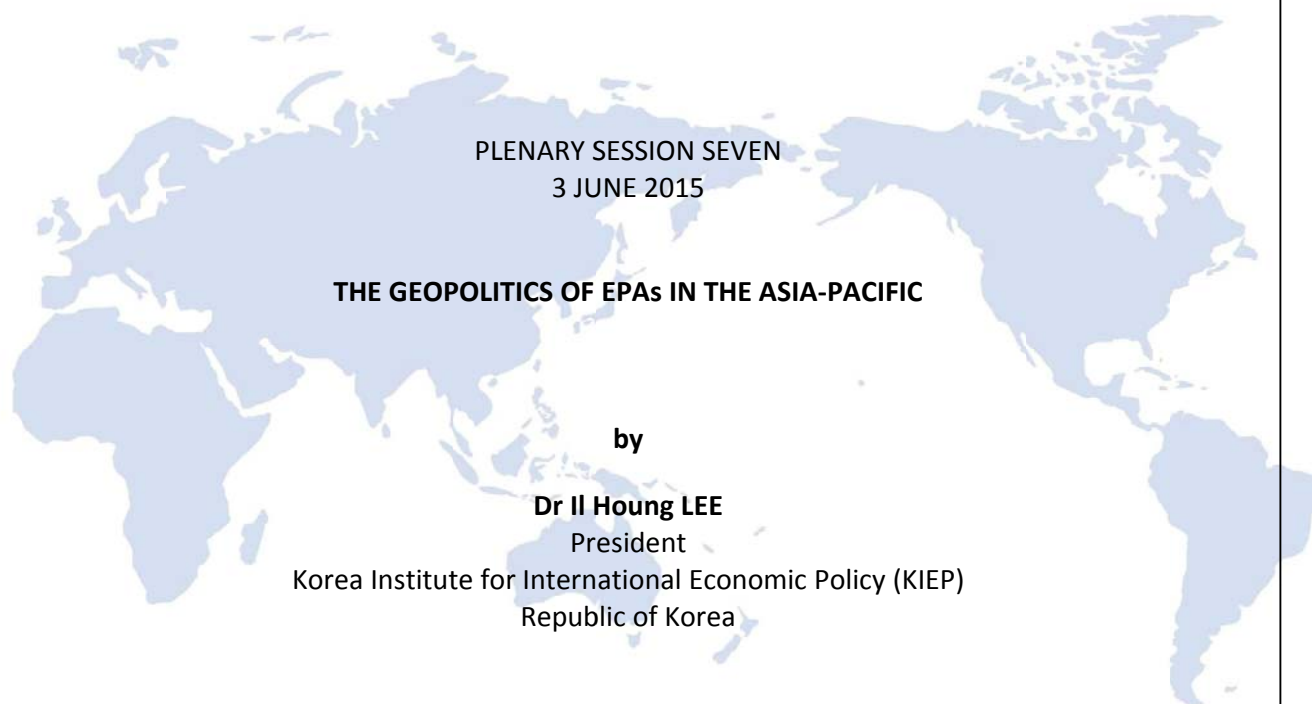 PLENARY SESSION SEVEN
3 JUNE 2015
THE GEOPOLITICS OF EPAs IN THE ASIA-PACIFIC
by
Dr Il Houng LEE
President
Korea Institute for International Economic Policy (KIEP)
Republic of Korea